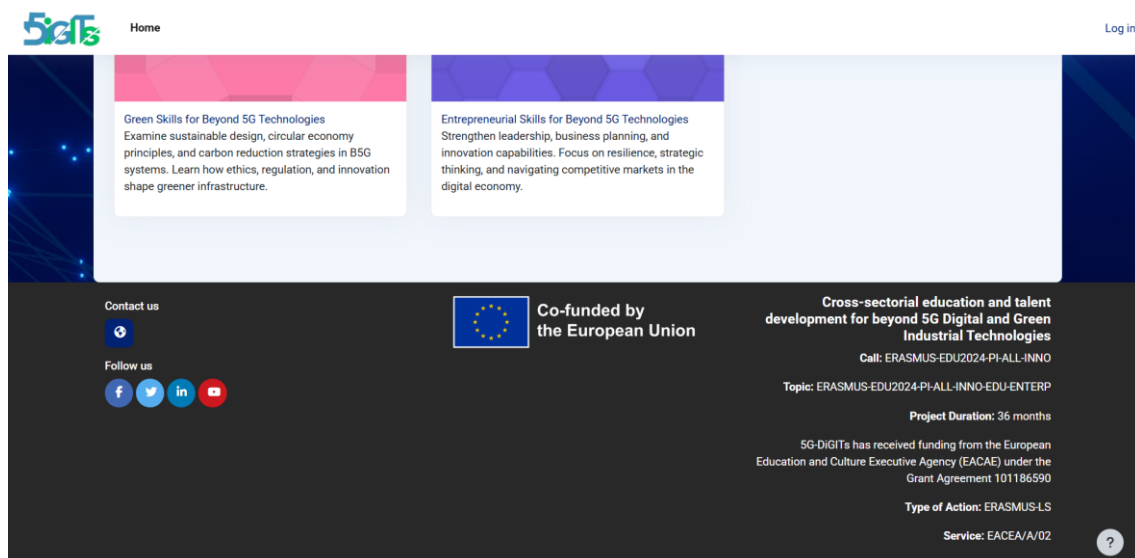 5iGITs
Home
Log in
Green Skills for Beyond 5G Technologies
Examine sustainable design, circular economy
principles, and carbon reduction strategies in B5G
systems. Learn how ethics, regulation, and innovation
shape greener infrastructure.
Entrepreneurial Skills for Beyond 5G Technologies
Strengthen leadership, business planning, and
innovation capabilities. Focus on resilience, strategic
thinking, and navigating competitive markets in the
digital economy.
Contact us
Follow us
Co-funded by
the European Union
Cross-sectorial education and talent
development for beyond 5G Digital and Green
Industrial Technologies
Call: ERASMUS-EDU2024-PI-ALL-INNO
Topic: ERASMUS-EDU2024-PI-ALL-INNO-EDU-ENTERP
Project Duration: 36 months
5G-DiGITs has received funding from the European
Education and Culture Executive Agency (EACAE) under the
Grant Agreement 101186590
Type of Action: ERASMUS-LS
Service: EACEA/A/02
?